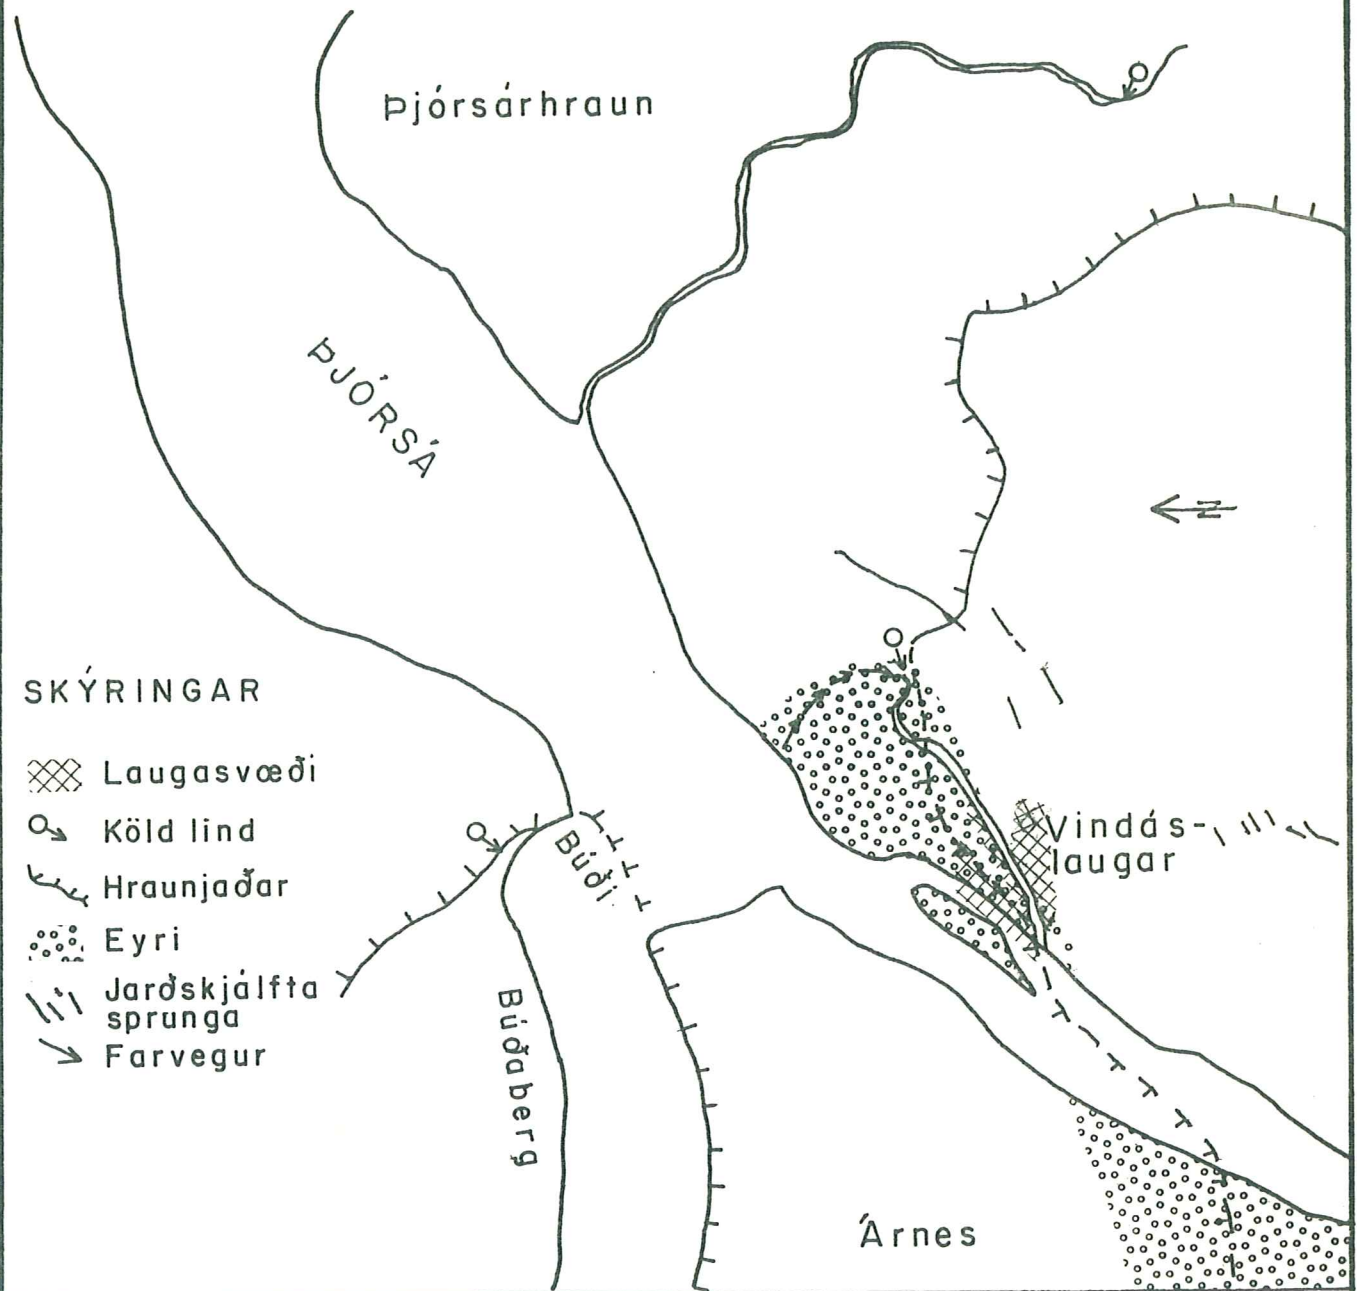 Þjórsárhraun
ÞJÓRSÁ
N
SKÝRINGAR
Laugasvæði
Köld lind
Hraunjaðar
Eyri
Jarðskjálfta
sprunga
Farvegur
Búði
Búðaberg
Vindás-
laugar
Árnes